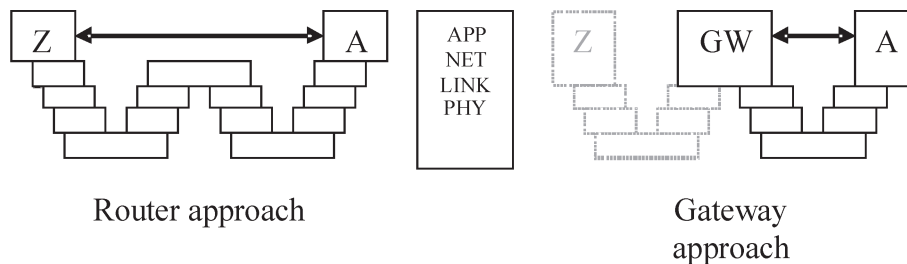 Z
A
APP
NET
LINK
PHY
Z
GW
A
Router approach
Gateway
approach